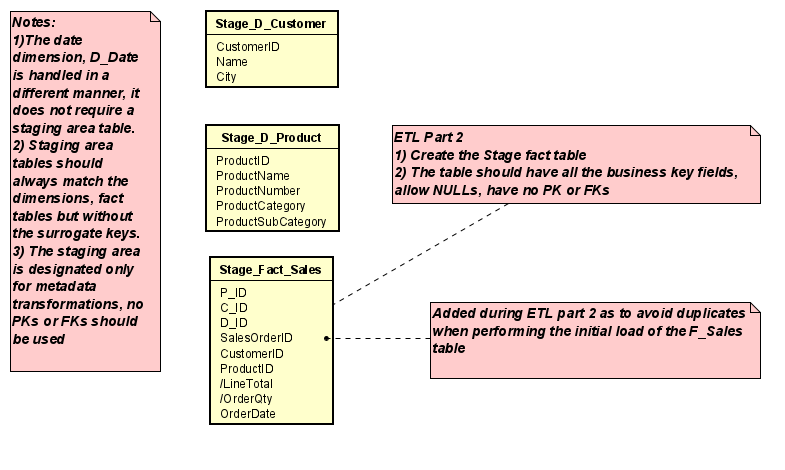 Notes:
1)The date
dimension, D_Date
is handled in a
different manner, it
does not require a
staging area table.
2) Staging area
tables should
always match the
dimensions, fact
tables but without
the surrogate keys.
3) The staging area
is designated only
for metadata
transformations, no
PKs or FKs should
be used
Stage_D_Customer
CustomerID
Name
City
Stage_D_Product
ProductID
ProductName
ProductNumber
ProductCategory
ProductSubCategory
ETL Part 2
1) Create the Stage fact table
2) The table should have all the business key fields,
allow NULLs, have no PK or FKs
Stage_Fact_Sales
P_ID
C_ID
D_ID
SalesOrderID
CustomerID
ProductID
/LineTotal
/OrderQty
OrderDate
Added during ETL part 2 as to avoid duplicates
when performing the initial load of the F_Sales
table